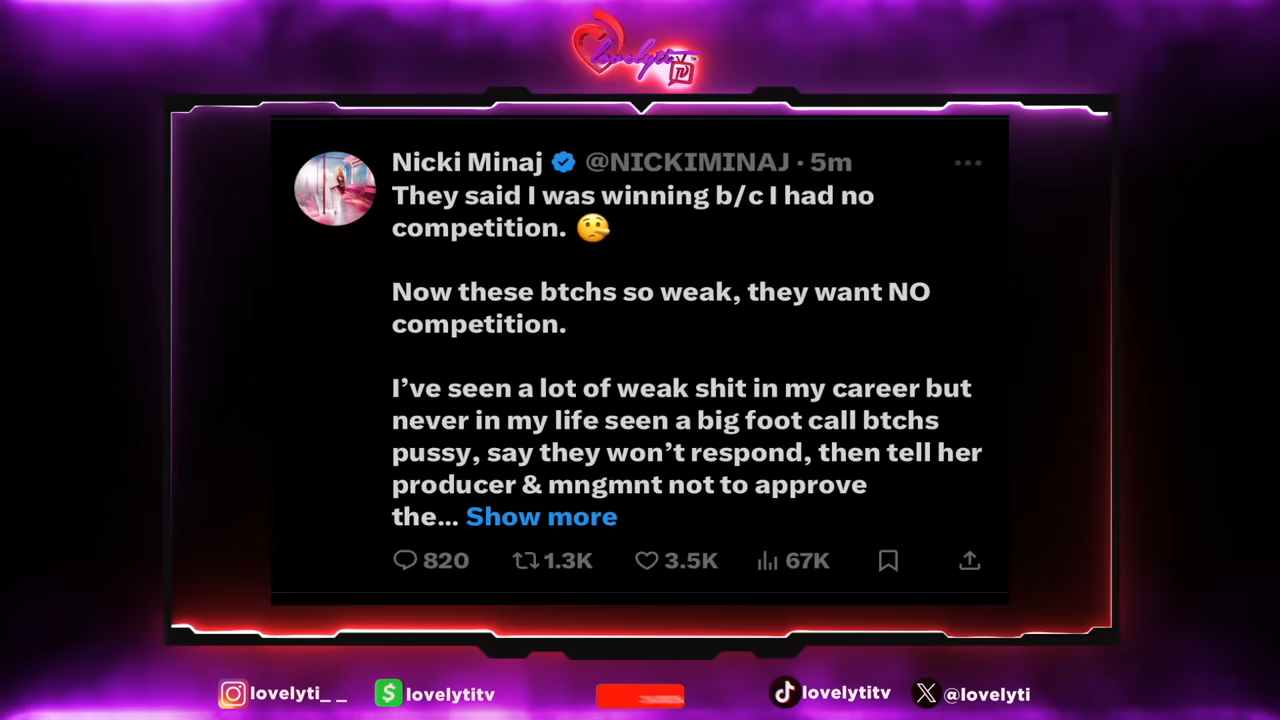 lovelyti TV
Nicki Minaj @NICKIMINAJ · 5m
They said I was winning b/c I had no
competition. 🤥
Now these btchs so weak, they want NO
competition.
I’ve seen a lot of weak shit in my career but
never in my life seen a big foot call btchs
pussy, say they won’t respond, then tell her
producer & mngmnt not to approve
the... Show more
820 1.3K 3.5K 67K
lovelyti_ _ lovelytitv lovelytitv @lovelyti